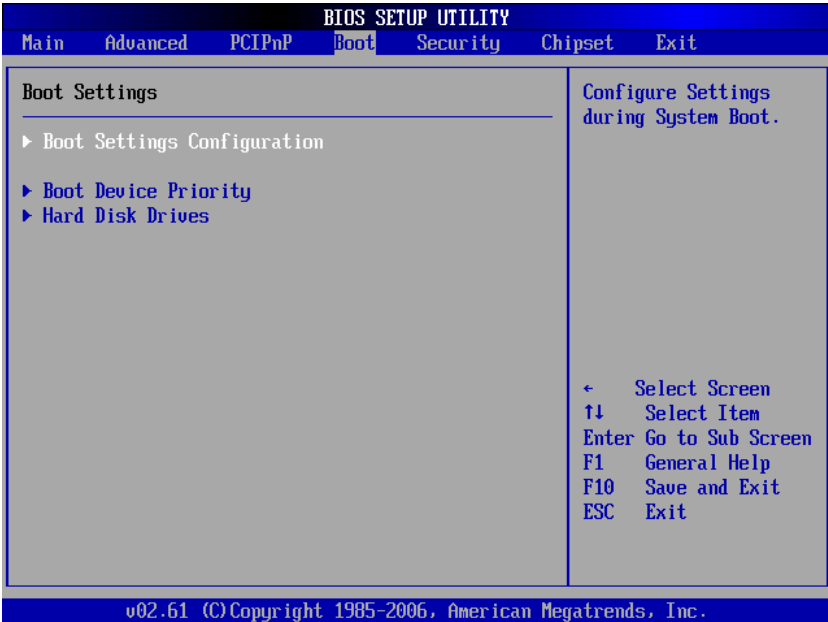 BIOS SETUP UTILITY
Main Advanced PCIPnP Boot Security Chipset Exit
Boot Settings
▶ Boot Settings Configuration
▶ Boot Device Priority
▶ Hard Disk Drives
Configure Settings
during System Boot.
← Select Screen
↑↓ Select Item
Enter Go to Sub Screen
F1 General Help
F10 Save and Exit
ESC Exit
v02.61 (C)Copyright 1985-2006, American Megatrends, Inc.